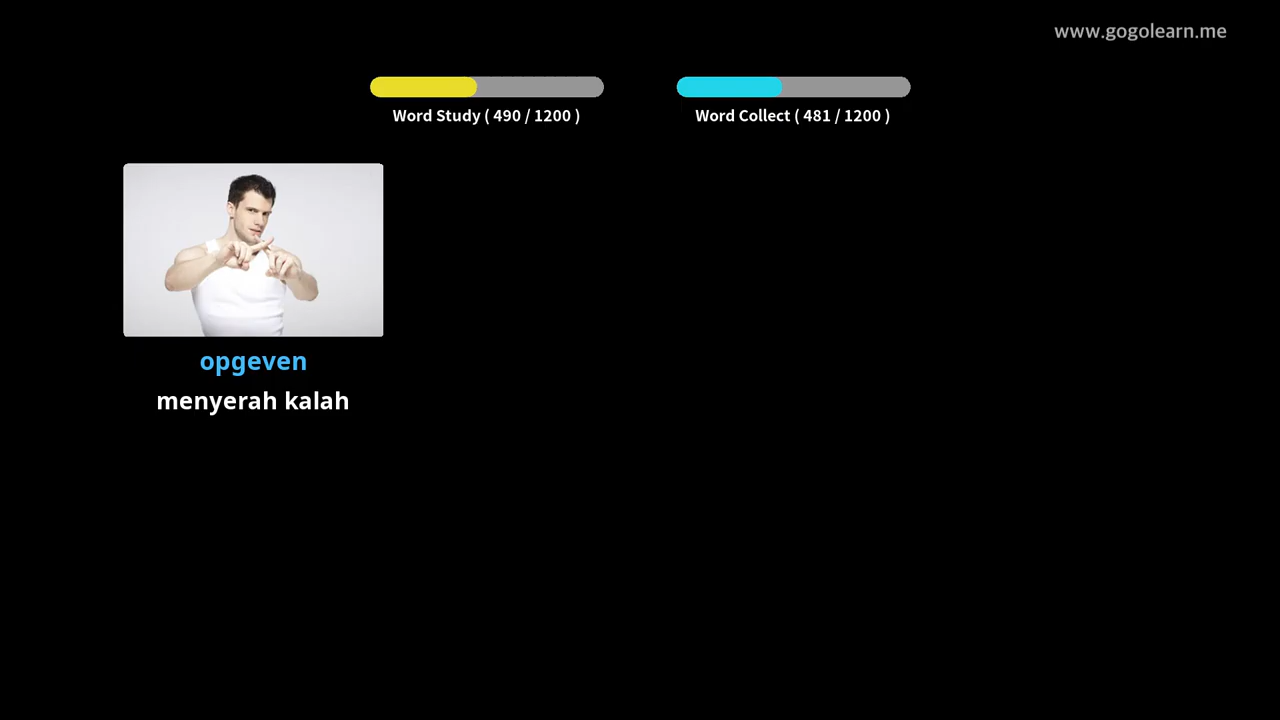 www.gogolearn.me
Word Study ( 490 / 1200 )
Word Collect ( 481 / 1200 )
opgeven
menyerah kalah